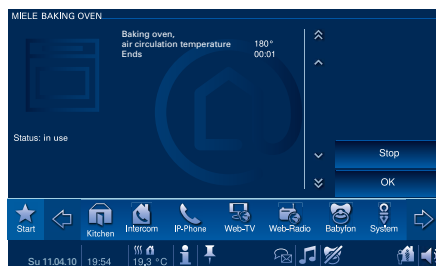 MIELE BAKING OVEN
Baking oven,
air circulation temperature 180°
Ends 00:01
Status: in use
Stop
OK
Start Kitchen Intercom IP-Phone Web-TV Web-Radio Babyfon System
Su 11.04.10 19:54 19,3 °C